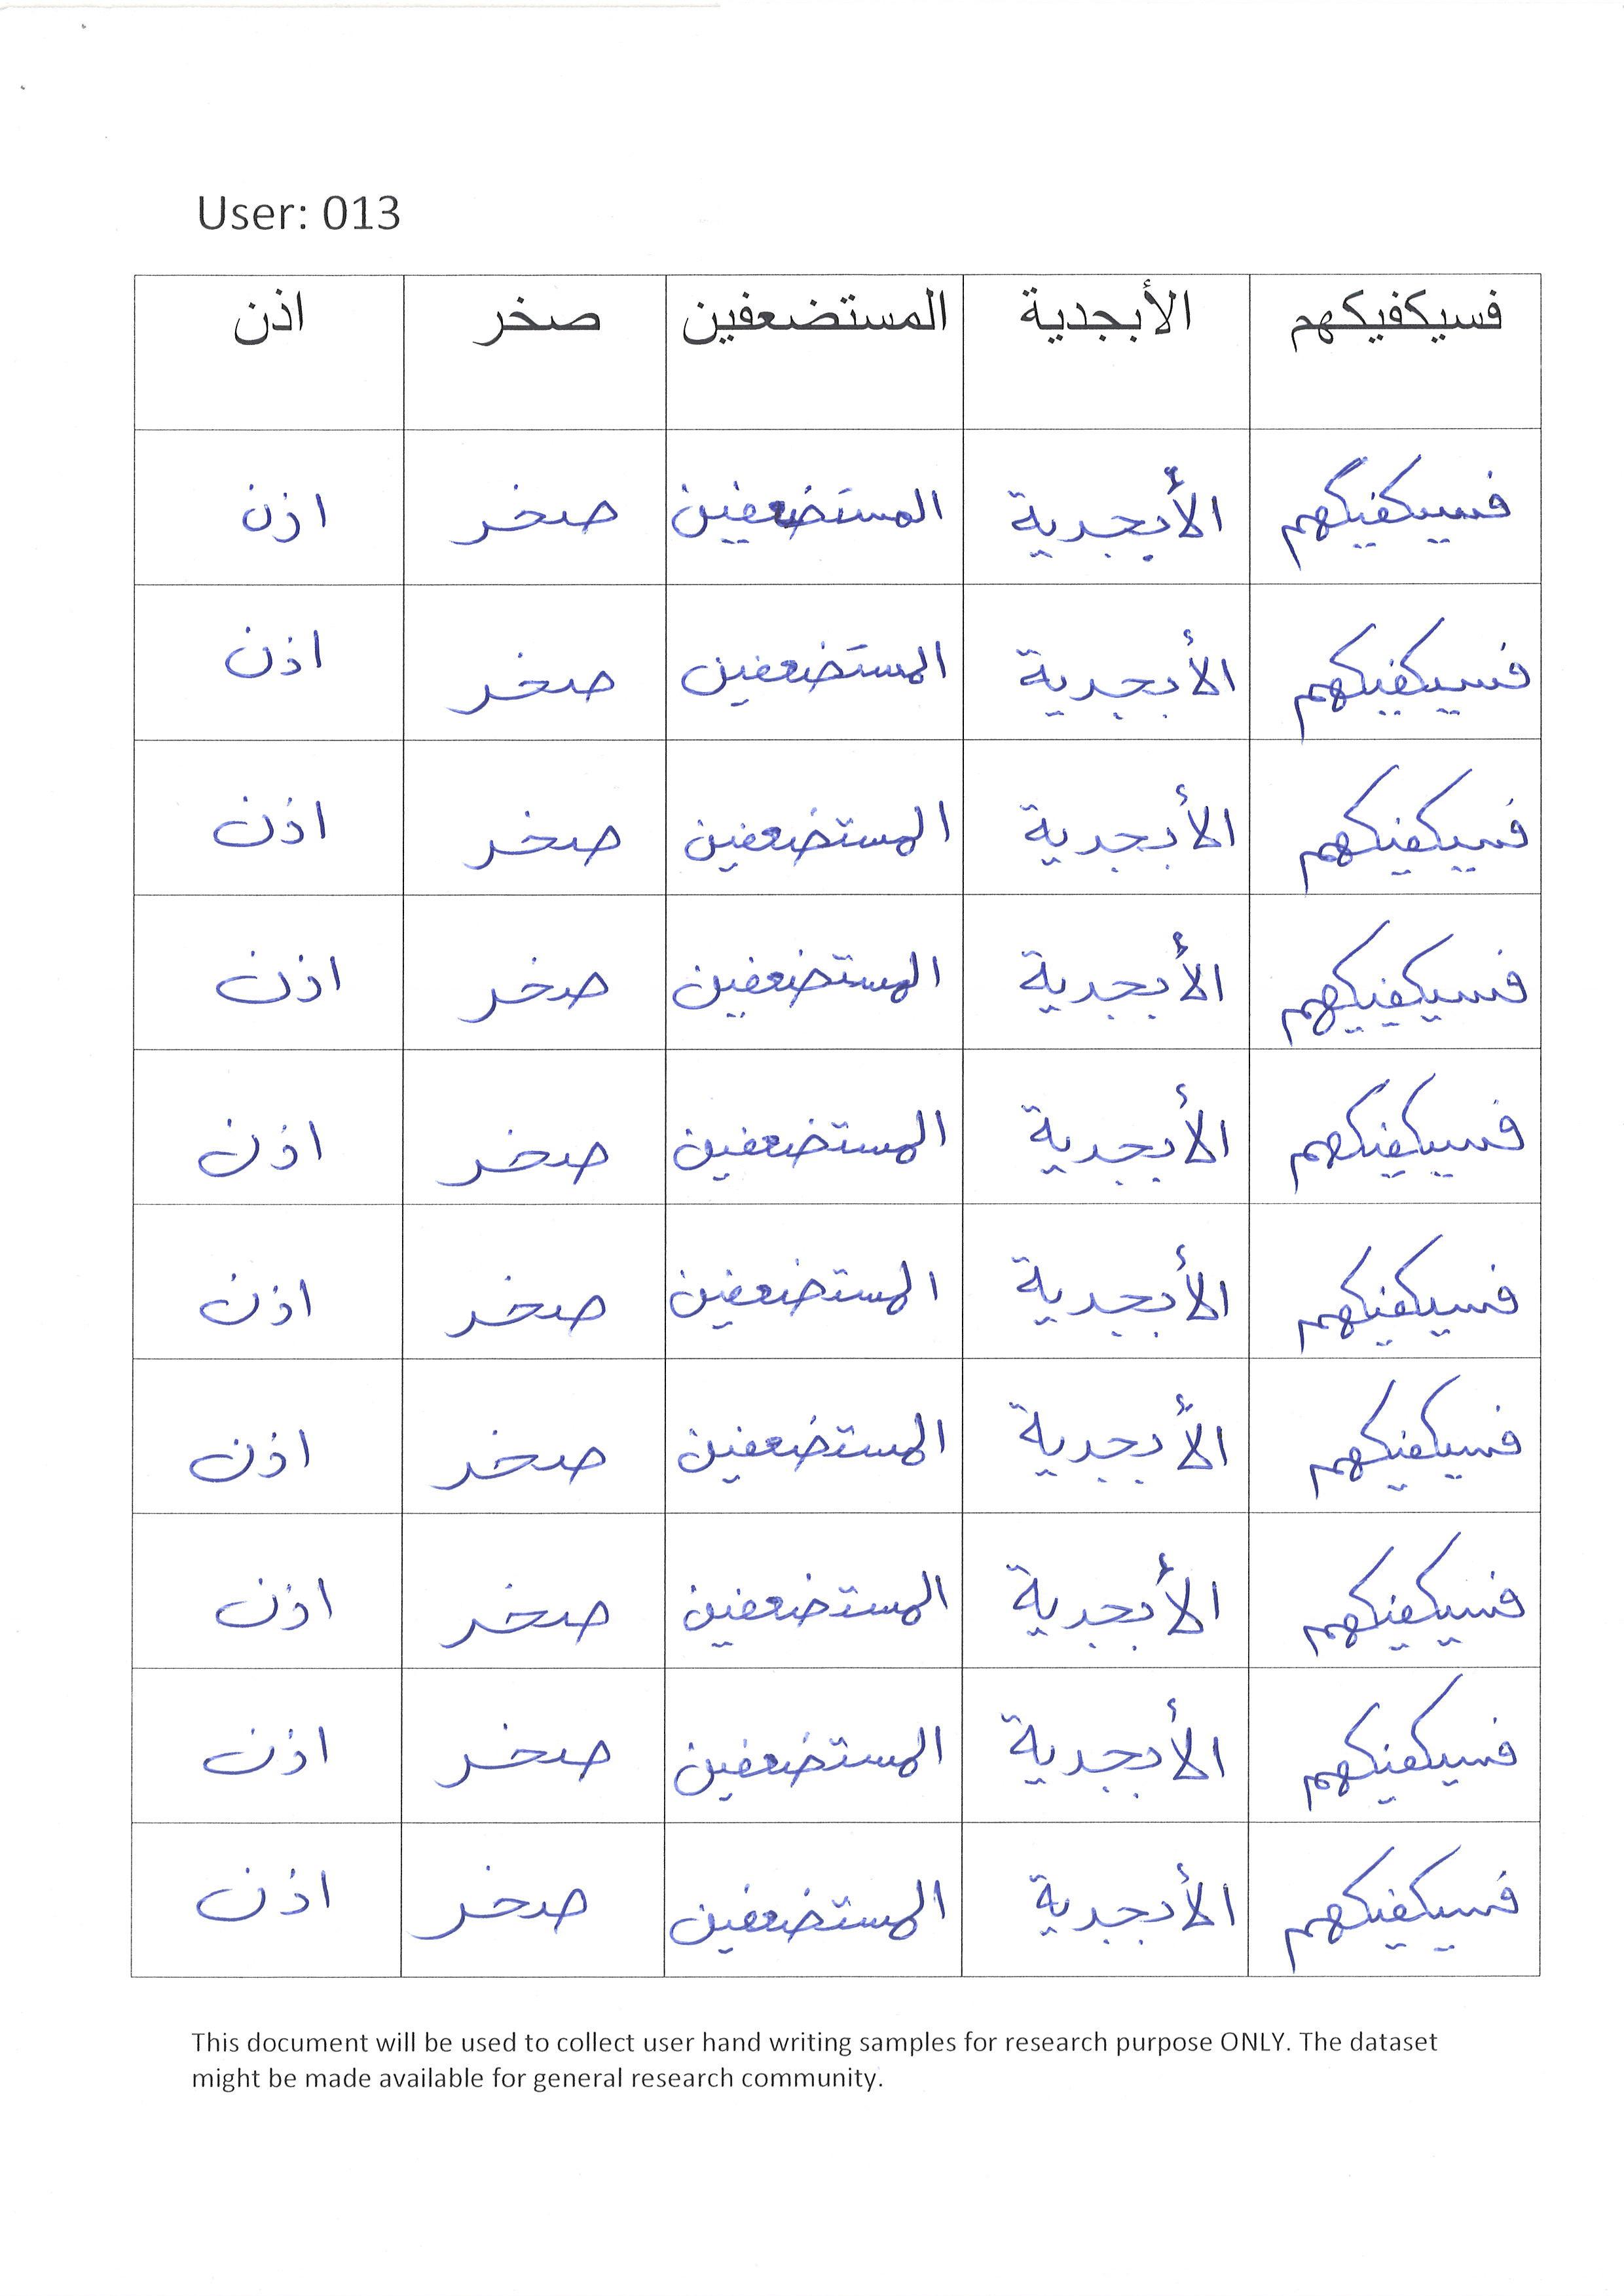 User: 013
فسيكفيكهم الأبجدية المستضعفين صخر اذن
فسيكفيكهم الأبجدية المستضعفين صخر اذن
فسيكفيكهم الأبجدية المستضعفين صخر اذن
فسيكفيكهم الأبجدية المستضعفين صخر اذن
فسيكفيكهم الأبجدية المستضعفين صخر اذن
فسيكفيكهم الأبجدية المستضعفين صخر اذن
فسيكفيكهم الأبجدية المستضعفين صخر اذن
فسيكفيكهم الأبجدية المستضعفين صخر اذن
فسيكفيكهم الأبجدية المستضعفين صخر اذن
فسيكفيكهم الأبجدية المستضعفين صخر اذن
فسيكفيكهم الأبجدية المستضعفين صخر اذن
This document will be used to collect user hand writing samples for research purpose ONLY. The dataset
might be made available for general research community.